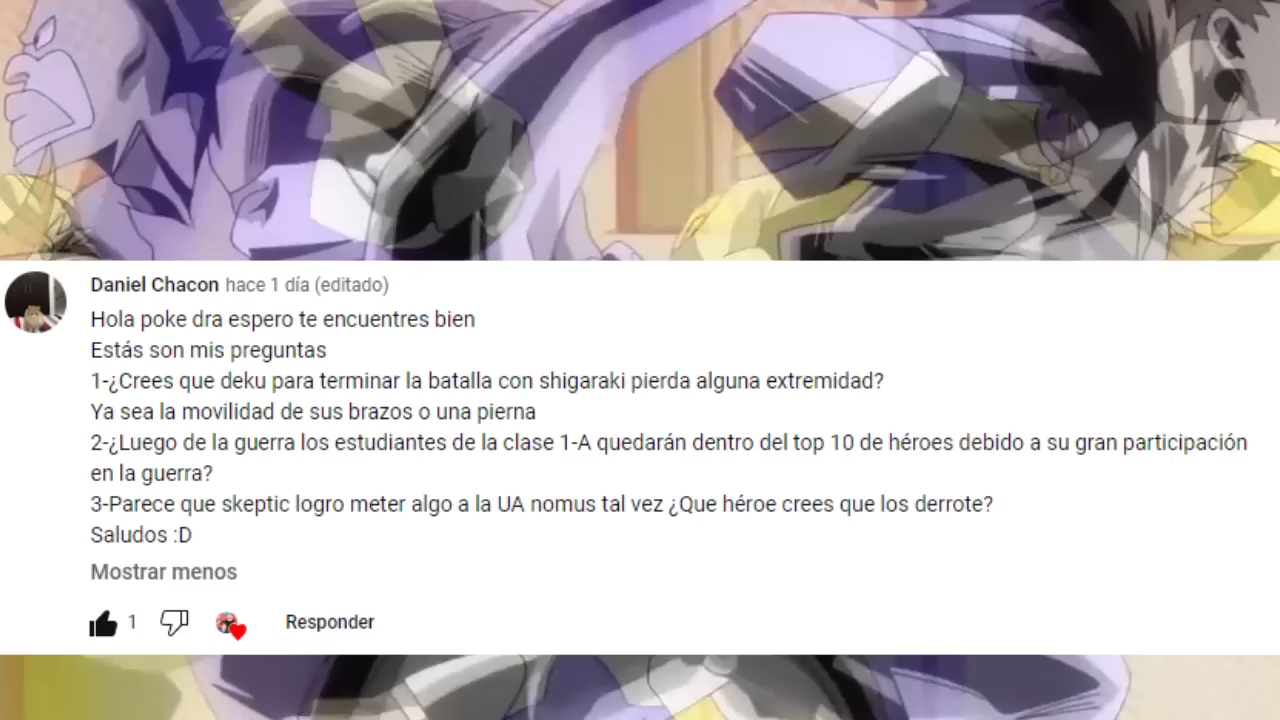 Daniel Chacon hace 1 día (editado)
Hola poke dra espero te encuentres bien
Estás son mis preguntas
1-¿Crees que deku para terminar la batalla con shigaraki pierda alguna extremidad?
Ya sea la movilidad de sus brazos o una pierna
2-¿Luego de la guerra los estudiantes de la clase 1-A quedarán dentro del top 10 de héroes debido a su gran participación
en la guerra?
3-Parece que skeptic logro meter algo a la UA nomus tal vez ¿Que héroe crees que los derrote?
Saludos :D
Mostrar menos
1 Responder